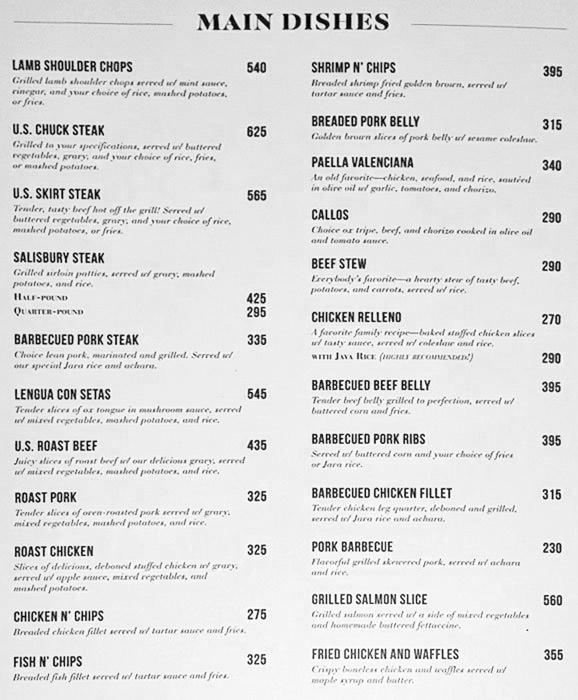 MAIN DISHES
LAMB SHOULDER CHOPS 540
Grilled lamb shoulder chops served w/ mint sauce,
vinegar, and your choice of rice, mashed potatoes,
or fries.
U.S. CHUCK STEAK 625
Grilled to your specifications, served w/ buttered
vegetables, gravy, and your choice of rice, fries,
or mashed potatoes.
U.S. SKIRT STEAK 565
Tender, tasty beef hot off the grill! Served w/
buttered vegetables, gravy, and your choice of rice,
mashed potatoes, or fries.
SALISBURY STEAK
Grilled sirloin patties, served w/ gravy, mashed
potatoes, and rice.
HALF-POUND 425
QUARTER-POUND 295
BARBECUED PORK STEAK 335
Choice lean pork, marinated and grilled. Served w/
our special Java rice and achara.
LENGUA CON SETAS 545
Tender slices of ox tongue in mushroom sauce, served
w/ mixed vegetables, mashed potatoes, and rice.
U.S. ROAST BEEF 435
Juicy slices of roast beef w/ our delicious gravy, served
w/ mixed vegetables, mashed potatoes, and rice.
ROAST PORK 325
Tender slices of oven-roasted pork served w/ gravy,
mixed vegetables, mashed potatoes, and rice.
ROAST CHICKEN 325
Slices of delicious, deboned stuffed chicken w/ gravy,
served w/ apple sauce, mixed vegetables, and
mashed potatoes.
CHICKEN N' CHIPS 275
Breaded chicken fillet served w/ tartar sauce and fries.
FISH N' CHIPS 325
Breaded fish fillet served w/ tartar sauce and fries.
SHRIMP N' CHIPS 395
Breaded shrimp fried golden brown, served w/
tartar sauce and fries.
BREADED PORK BELLY 315
Golden brown slices of pork belly w/ sesame coleslaw.
PAELLA VALENCIANA 340
An old favorite—chicken, seafood, and rice, sautéed
in olive oil w/ garlic, tomatoes, and chorizo.
CALLOS 290
Choice ox tripe, beef, and chorizo cooked in olive oil
and tomato sauce.
BEEF STEW 290
Everybody's favorite—a hearty stew of tasty beef,
potatoes, and carrots, served w/ rice.
CHICKEN RELLENO 270
A favorite family recipe—baked stuffed chicken slices
w/ tasty sauce, served w/ coleslaw and rice.
WITH JAVA RICE (HIGHLY RECOMMENDED!) 290
BARBECUED BEEF BELLY 395
Tender beef belly grilled to perfection, served w/
buttered corn and fries.
BARBECUED PORK RIBS 395
Served w/ buttered corn and your choice of fries
or Java rice.
BARBECUED CHICKEN FILLET 315
Tender chicken leg quarter, deboned and grilled,
served w/ Java rice and achara.
PORK BARBECUE 230
Flavorful grilled skewered pork, served w/ achara
and rice.
GRILLED SALMON SLICE 560
Grilled salmon served w/ a side of mixed vegetables
and homemade buttered fettuccine.
FRIED CHICKEN AND WAFFLES 355
Crispy boneless chicken and waffles served w/
maple syrup and butter.